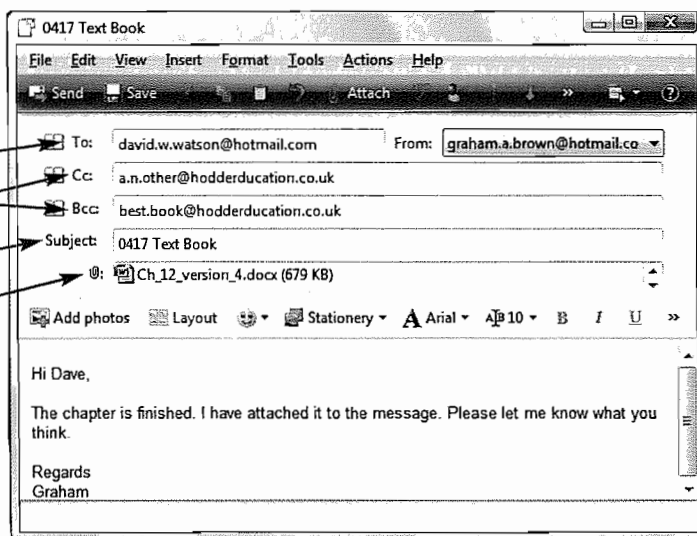 0417 Text Book
File Edit View Insert Format Tools Actions Help
Send Save Attach »
To: david.w.watson@hotmail.com From: graham.a.brown@hotmail.co
Cc: a.n.other@hodderducation.co.uk
Bcc: best.book@hodderducation.co.uk
Subject: 0417 Text Book
Ch_12_version_4.docx (679 KB)
Add photos Layout Stationery A Arial A 10 B I U »
Hi Dave,
The chapter is finished. I have attached it to the message. Please let me know what you
think.
Regards
Graham